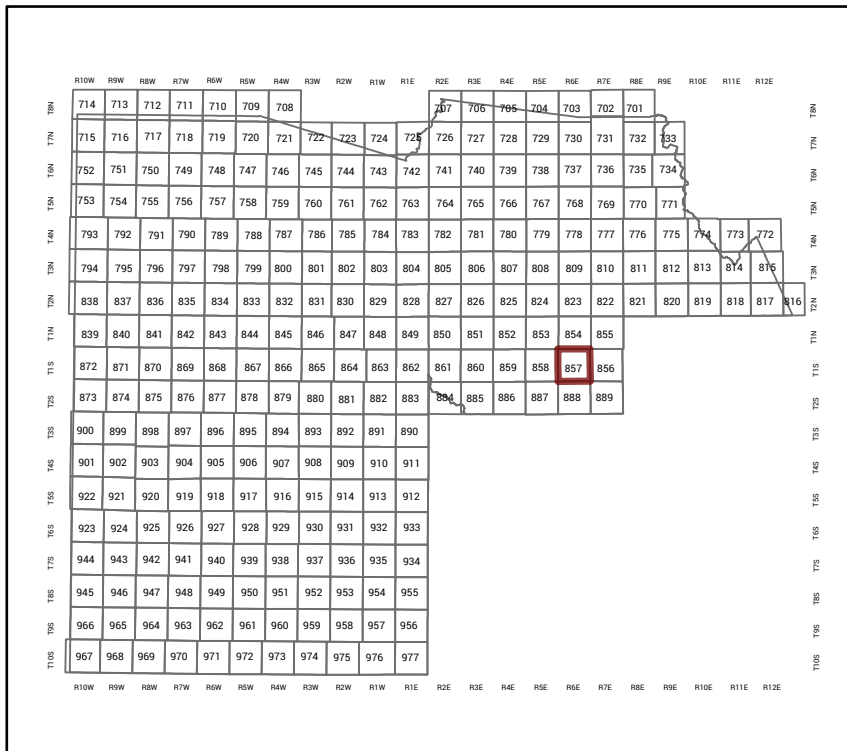 R10W R9W R8W R7W R6W R5W R4W R3W R2W R1W R1E R2E R3E R4E R5E R6E R7E R8E R9E R10E R11E R12E
T8N 714 713 712 711 710 709 708 707 706 705 704 703 702 701 T8N
T7N 715 716 717 718 719 720 721 722 723 724 725 726 727 728 729 730 731 732 733 T7N
T6N 752 751 750 749 748 747 746 745 744 743 742 741 740 739 738 737 736 735 734 T6N
T5N 753 754 755 756 757 758 759 760 761 762 763 764 765 766 767 768 769 770 771 T5N
T4N 793 792 791 790 789 788 787 786 785 784 783 782 781 780 779 778 777 776 775 774 773 772 T4N
T3N 794 795 796 797 798 799 800 801 802 803 804 805 806 807 808 809 810 811 812 813 814 815 T3N
T2N 838 837 836 835 834 833 832 831 830 829 828 827 826 825 824 823 822 821 820 819 818 817 816 T2N
T1N 839 840 841 842 843 844 845 846 847 848 849 850 851 852 853 854 855 T1N
T1S 872 871 870 869 868 867 866 865 864 863 862 861 860 859 858 857 856 T1S
T2S 873 874 875 876 877 878 879 880 881 882 883 884 885 886 887 888 889 T2S
T3S 900 899 898 897 896 895 894 893 892 891 890 T3S
T4S 901 902 903 904 905 906 907 908 909 910 911 T4S
T5S 922 921 920 919 918 917 916 915 914 913 912 T5S
T6S 923 924 925 926 927 928 929 930 931 932 933 T6S
T7S 944 943 942 941 940 939 938 937 936 935 934 T7S
T8S 945 946 947 948 949 950 951 952 953 954 955 T8S
T9S 966 965 964 963 962 961 960 959 958 957 956 T9S
T10S 967 968 969 970 971 972 973 974 975 976 977 T10S
R10W R9W R8W R7W R6W R5W R4W R3W R2W R1W R1E R2E R3E R4E R5E R6E R7E R8E R9E R10E R11E R12E